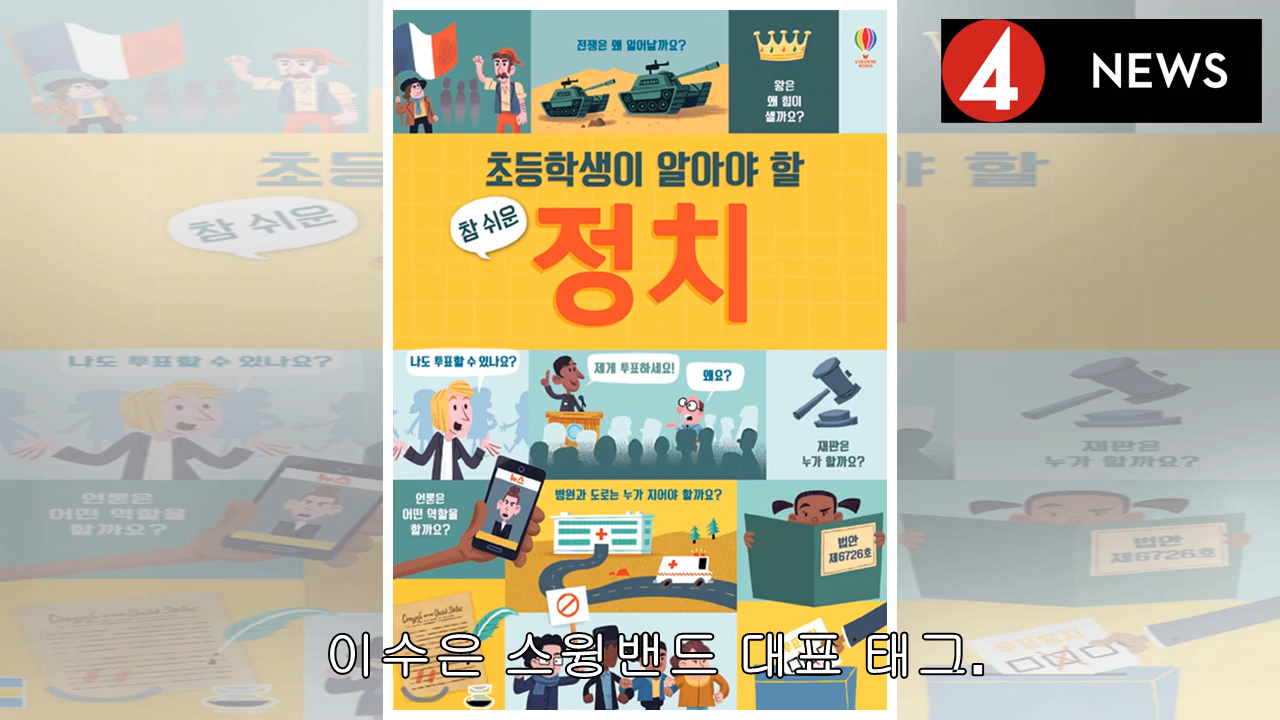 전쟁은 왜 일어날까요?
왕은
왜 힘이
셀까요?
USBORNE
KOREA
4 NEWS
초등학생이 알아야 할
참 쉬운
정치
나도 투표할 수 있나요?
제게 투표하세요!
왜요?
재판은
누가 할까요?
언론은
어떤 역할을
할까요?
뉴스
병원과 도로는 누가 지어야 할까요?
법안
제6726호
Congress of the United States
이수은 스윙밴드 대표 태그.